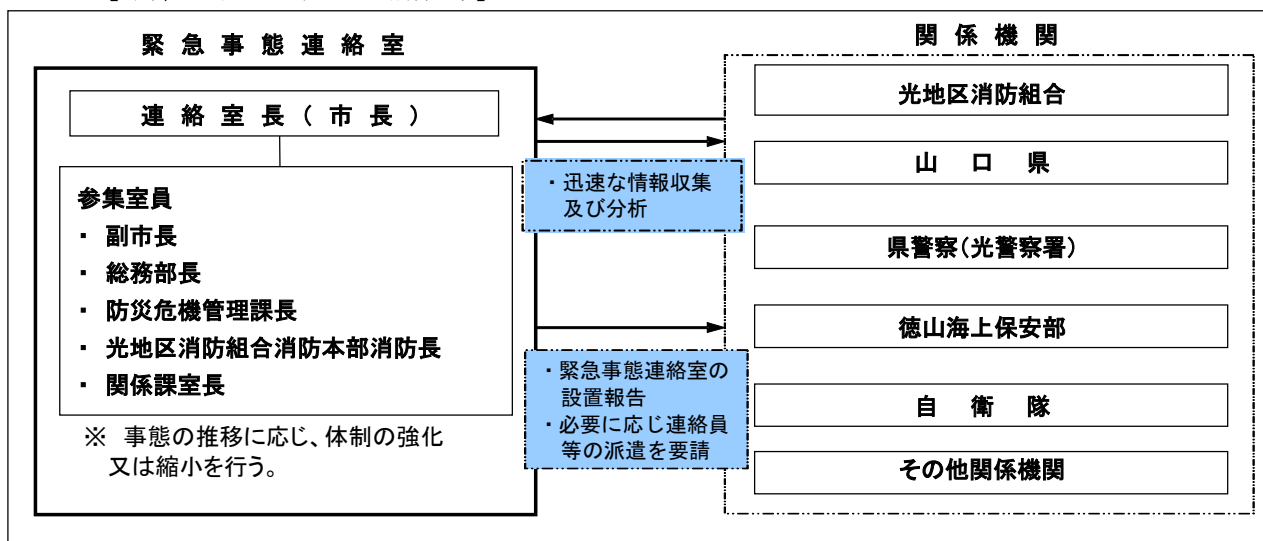 緊急事態連絡室
連絡室長(市長)
参集室員
・ 副市長
・ 総務部長
・ 防災危機管理課長
・ 光地区消防組合消防本部消防長
・ 関係課室長
※ 事態の推移に応じ、体制の強化
又は縮小を行う。
・迅速な情報収集
及び分析
・緊急事態連絡室の
設置報告
・必要に応じ連絡員
等の派遣を要請
関係機関
光地区消防組合
山口県
県警察(光警察署)
徳山海上保安部
自衛隊
その他関係機関